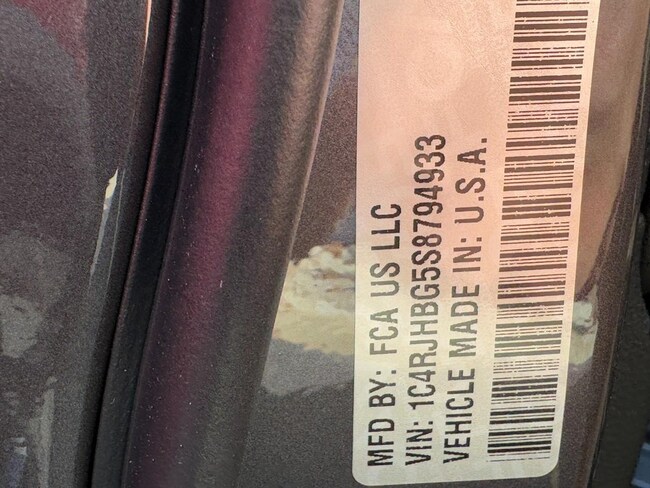 MFD BY: FCA US LLC
VIN: 1C4RJHBG5S8794933
VEHICLE MADE IN: U.S.A.